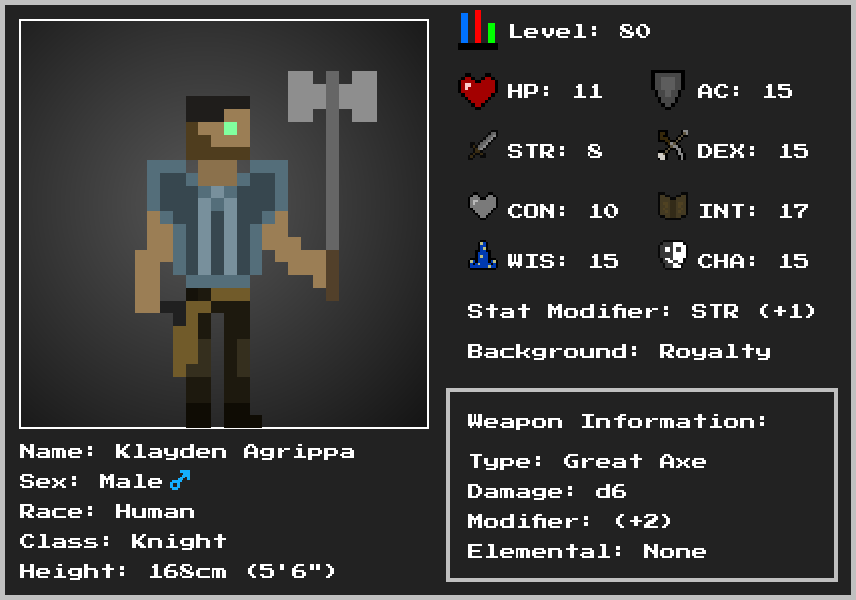 Level: 80
HP: 11 AC: 15
STR: 8 DEX: 15
CON: 10 INT: 17
WIS: 15 CHA: 15
Stat Modifier: STR (+1)
Background: Royalty
Weapon Information:
Type: Great Axe
Damage: d6
Modifier: (+2)
Elemental: None
Name: Klayden Agrippa
Sex: Male ♂
Race: Human
Class: Knight
Height: 168cm (5'6")